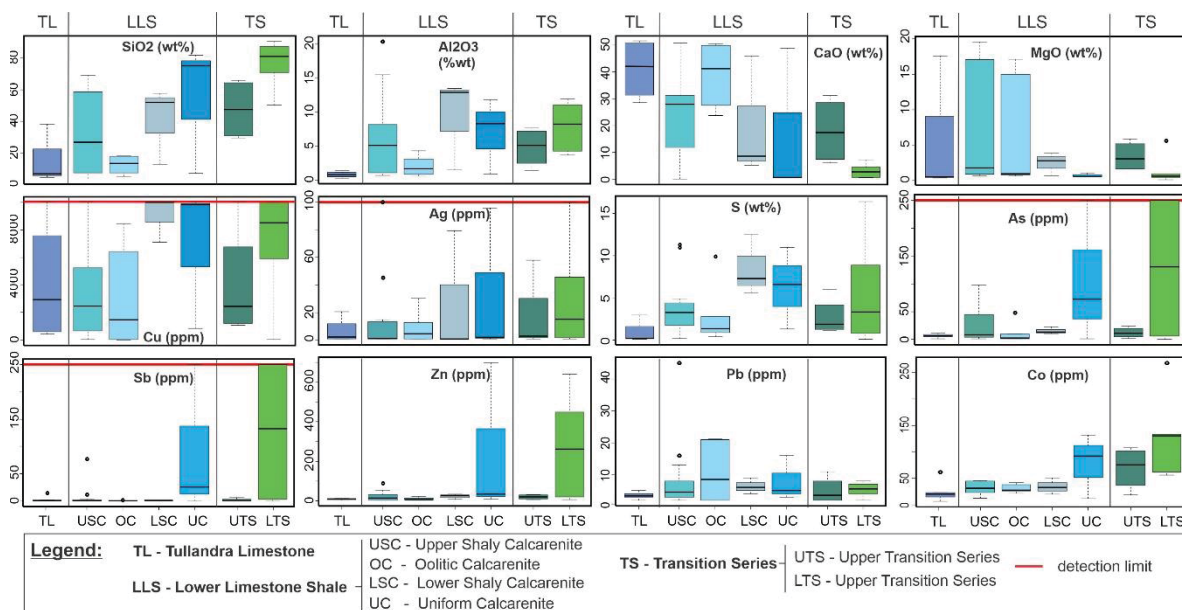 TL LLS TS TL LLS TS TL LLS TS TL LLS TS
SiO2 (wt%)
0 20 40 60 80
Al2O3
(%wt)
0 5 10 15 20
CaO (wt%)
0 10 20 30 40 50
MgO (wt%)
0 5 10 15 20
Cu (ppm)
0 4000 8000
Ag (ppm)
0 20 60 100
S (wt%)
0 5 10 15
As (ppm)
0 50 150 250
Sb (ppm)
0 50 150 250
Zn (ppm)
0 200 400 600
Pb (ppm)
0 10 20 30 40
Co (ppm)
0 50 150 250
TL USC OC LSC UC UTS LTS TL USC OC LSC UC UTS LTS TL USC OC LSC UC UTS LTS TL USC OC LSC UC UTS LTS
Legend:
TL - Tullandra Limestone
LLS - Lower Limestone Shale
USC - Upper Shaly Calcarenite
OC - Oolitic Calcarenite
LSC - Lower Shaly Calcarenite
UC - Uniform Calcarenite
TS - Transition Series
UTS - Upper Transition Series
LTS - Upper Transition Series
detection limit